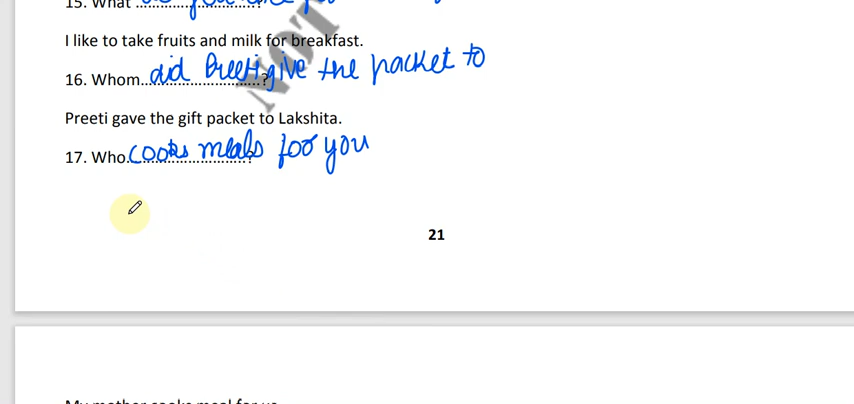 15. What
I like to take fruits and milk for breakfast.
16. Whom did Preeti give the packet to
Preeti gave the gift packet to Lakshita.
17. Who cooks meals for you
21
My mother cooks meal for us
NOT